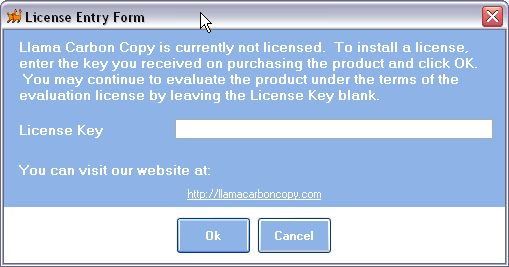 License Entry Form
Llama Carbon Copy is currently not licensed.  To install a license,
enter the key you received on purchasing the product and click OK.
You may continue to evaluate the product under the terms of the
evaluation license by leaving the License Key blank.
License Key
You can visit our website at:
http://llamacarboncopy.com
Ok
Cancel